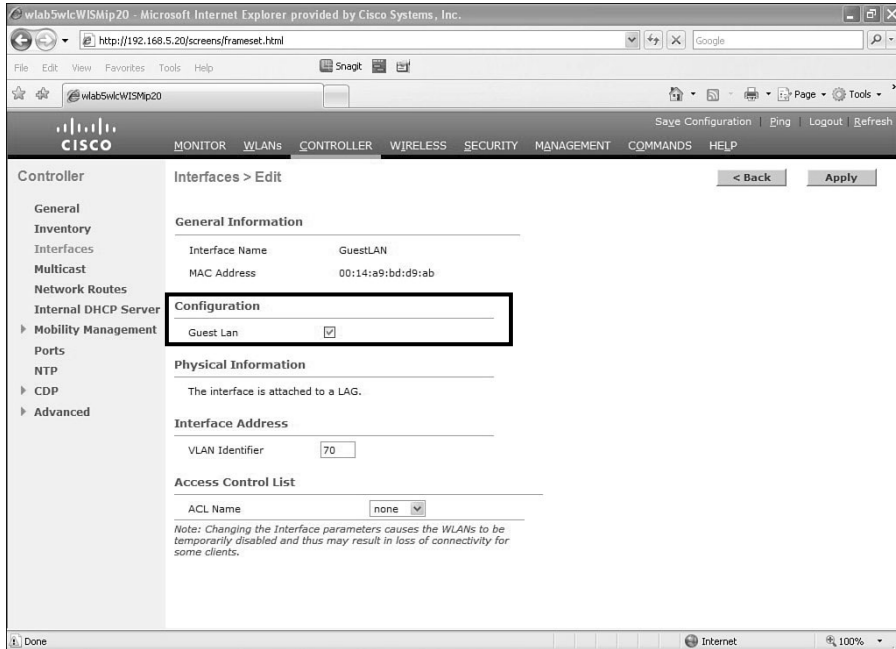 wlab5wlcWISMip20 - Microsoft Internet Explorer provided by Cisco Systems, Inc.
http://192.168.5.20/screens/frameset.html
Google
File Edit View Favorites Tools Help
Snagit
wlab5wlcWISMip20
Page Tools
Save Configuration | Ping | Logout | Refresh
CISCO
MONITOR WLANs CONTROLLER WIRELESS SECURITY MANAGEMENT COMMANDS HELP
Controller
General
Inventory
Interfaces
Multicast
Network Routes
Internal DHCP Server
Mobility Management
Ports
NTP
CDP
Advanced
Interfaces > Edit
< Back
Apply
General Information
Interface Name GuestLAN
MAC Address 00:14:a9:bd:d9:ab
Configuration
Guest Lan
Physical Information
The interface is attached to a LAG.
Interface Address
VLAN Identifier 70
Access Control List
ACL Name none
Note: Changing the Interface parameters causes the WLANs to be
temporarily disabled and thus may result in loss of connectivity for
some clients.
Done
Internet
100%